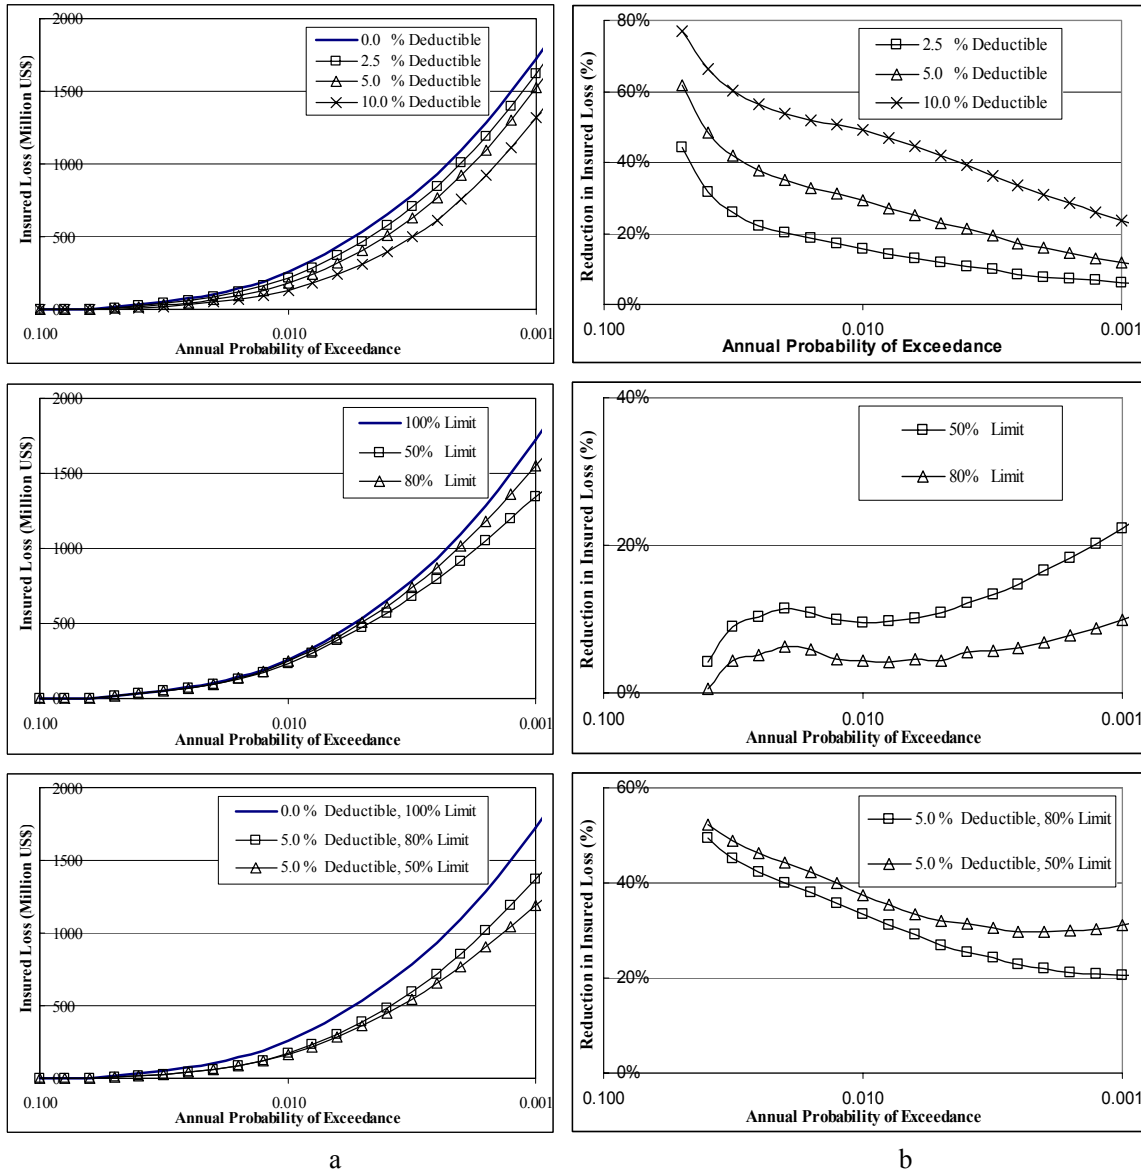 2000
1500
1000
500
0
0.100
0.010
0.001
Insured Loss (Million US$)
Annual Probability of Exceedance
0.0 % Deductible
2.5 % Deductible
5.0 % Deductible
10.0 % Deductible
80%
60%
40%
20%
0%
0.100
0.010
0.001
Reduction in Insured Loss (%)
Annual Probability of Exceedance
2.5 % Deductible
5.0 % Deductible
10.0 % Deductible
2000
1500
1000
500
0
0.100
0.010
0.001
Insured Loss (Million US$)
Annual Probability of Exceedance
100% Limit
50% Limit
80% Limit
40%
20%
0%
0.100
0.010
0.001
Reduction in Insured Loss (%)
Annual Probability of Exceedance
50% Limit
80% Limit
2000
1500
1000
500
0
0.100
0.010
0.001
Insured Loss (Million US$)
Annual Probability of Exceedance
0.0 % Deductible, 100% Limit
5.0 % Deductible, 80% Limit
5.0 % Deductible, 50% Limit
60%
40%
20%
0%
0.100
0.010
0.001
Reduction in Insured Loss (%)
Annual Probability of Exceedance
5.0 % Deductible, 80% Limit
5.0 % Deductible, 50% Limit
a
b